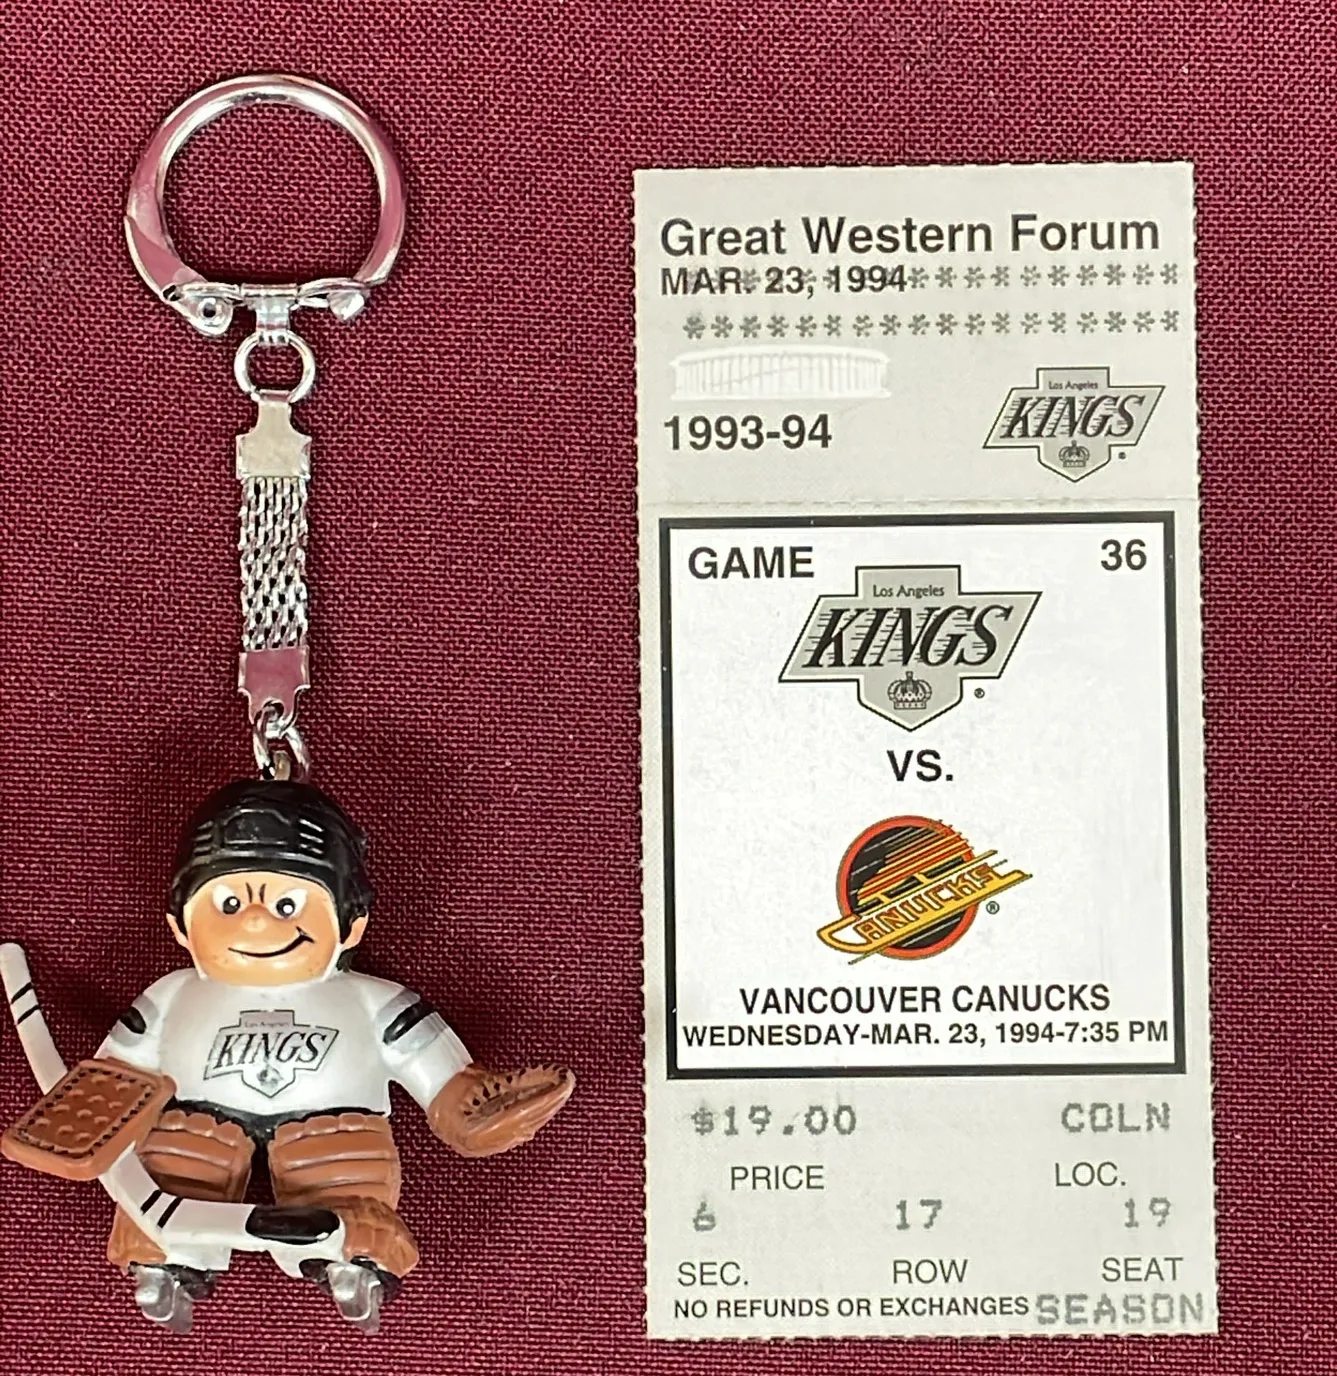 Great Western Forum
MAR. 23, 1994
1993-94
Los Angeles
KINGS
GAME 36
Los Angeles
KINGS
VS.
CANUCKS
VANCOUVER CANUCKS
WEDNESDAY-MAR. 23, 1994-7:35 PM
$19.00 COLN
PRICE LOC.
6 17 19
SEC. ROW SEAT
NO REFUNDS OR EXCHANGES SEASON
Los Angeles
KINGS